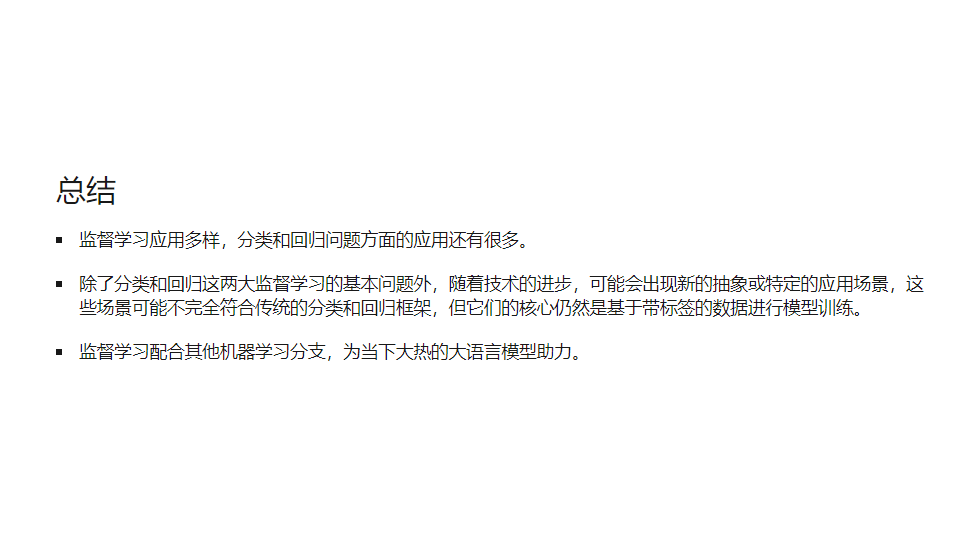 总结
▪ 监督学习应用多样，分类和回归问题方面的应用还有很多。
▪ 除了分类和回归这两大监督学习的基本问题外，随着技术的进步，可能会出现新的抽象或特定的应用场景，这
些场景可能不完全符合传统的分类和回归框架，但它们的核心仍然是基于带标签的数据进行模型训练。
▪ 监督学习配合其他机器学习分支，为当下大热的大语言模型助力。